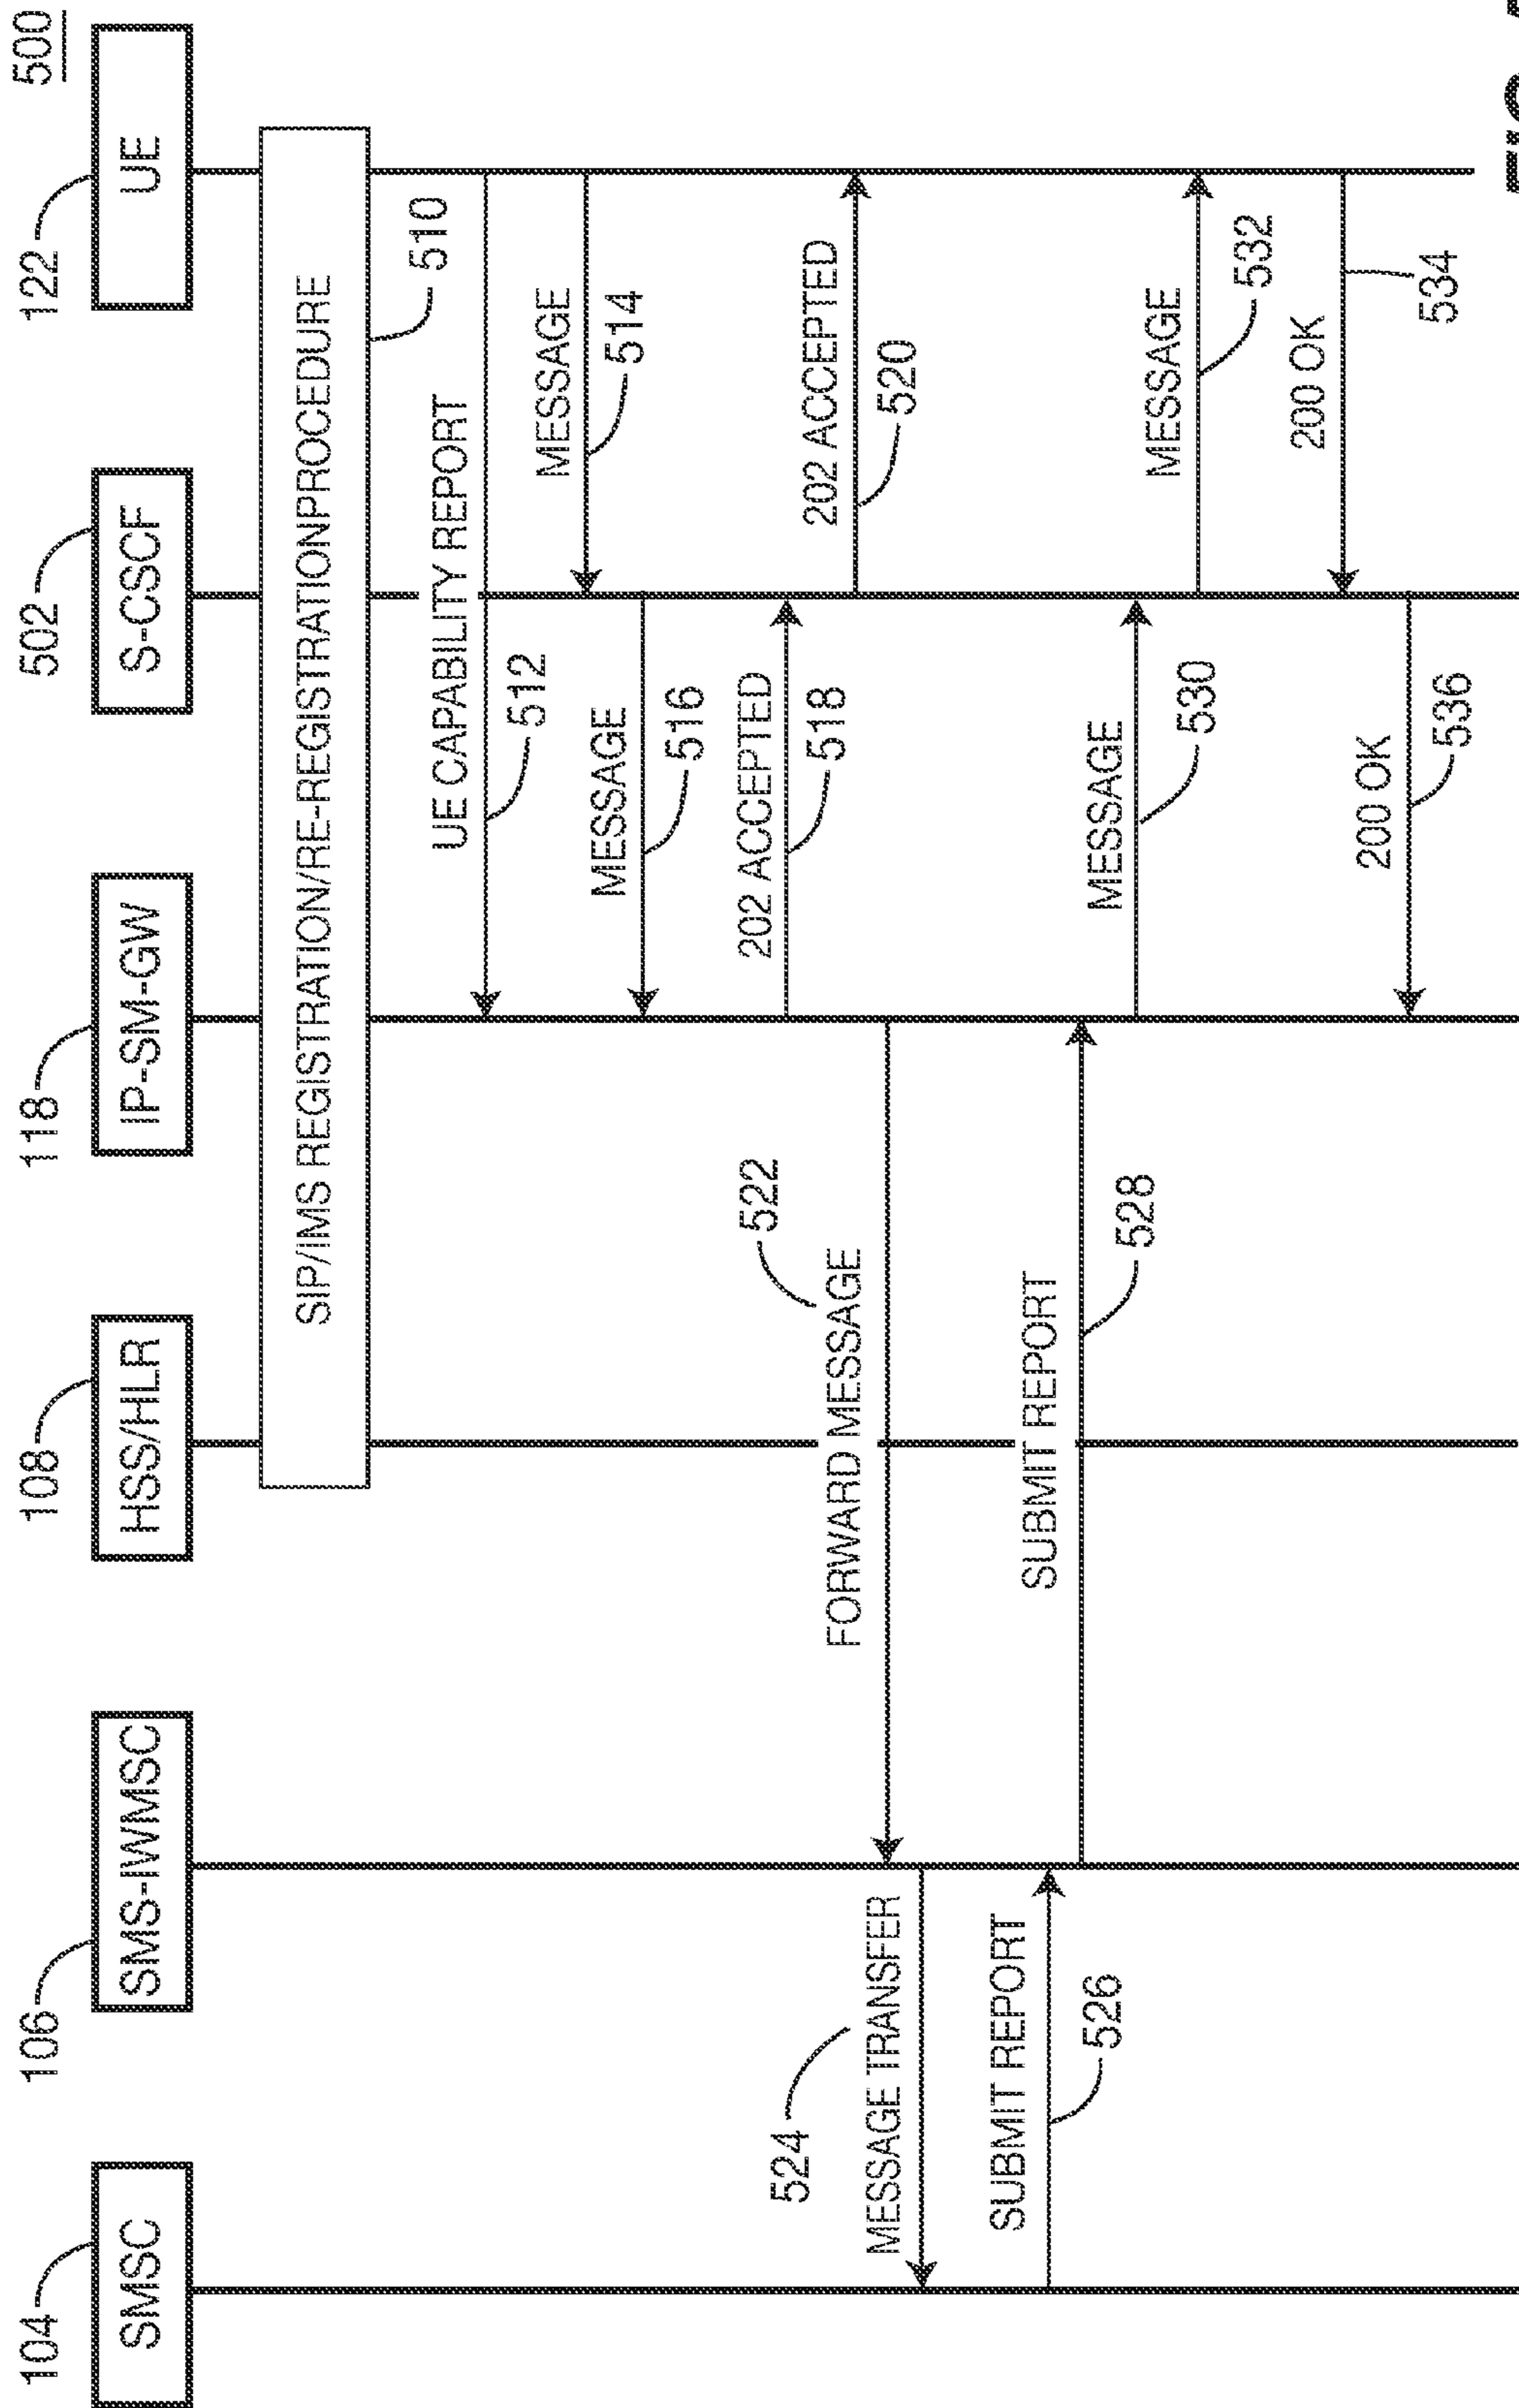 500
104
106
108
118
502
122
SMSC
SMS-IWMSC
HSS/HLR
IP-SM-GW
S-CSCF
UE
SIP/IMS REGISTRATION/RE-REGISTRATIONPROCEDURE
510
UE CAPABILITY REPORT
512
MESSAGE
514
MESSAGE
516
202 ACCEPTED
518
202 ACCEPTED
520
522
FORWARD MESSAGE
524
MESSAGE TRANSFER
SUBMIT REPORT
526
SUBMIT REPORT
528
MESSAGE
530
MESSAGE
532
200 OK
534
200 OK
536